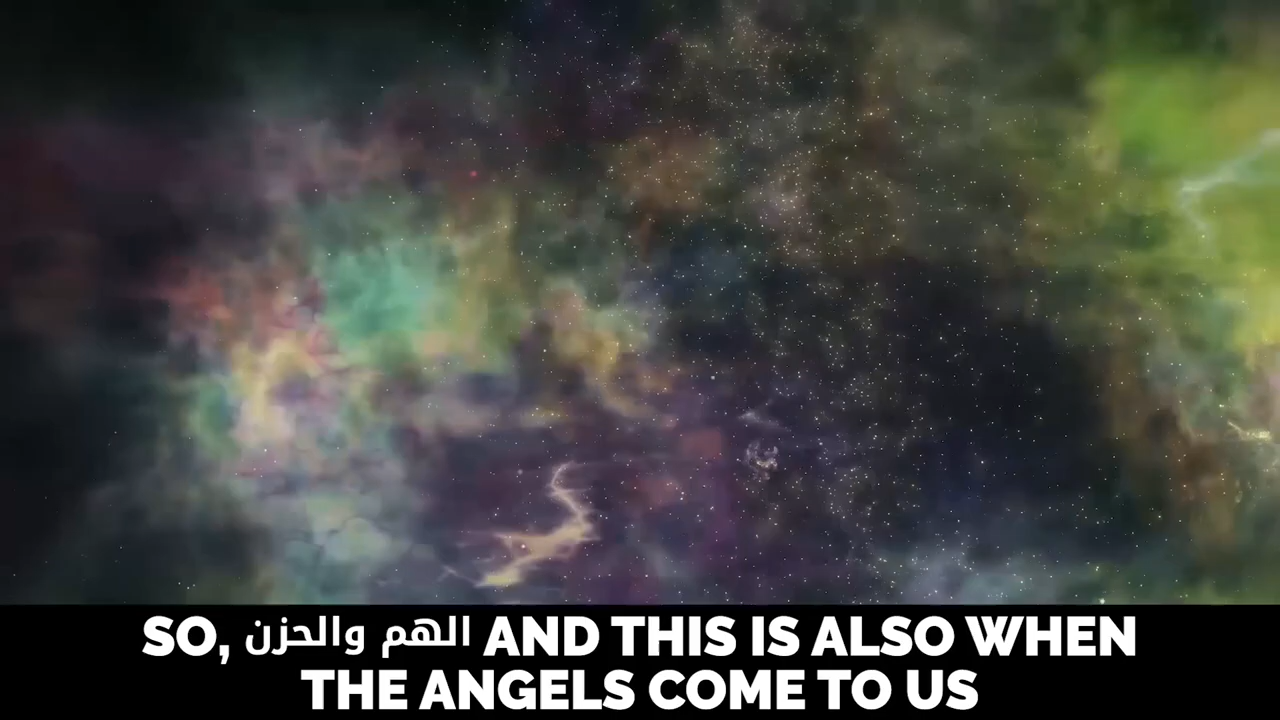 SO, الهم والحزن AND THIS IS ALSO WHEN
THE ANGELS COME TO US